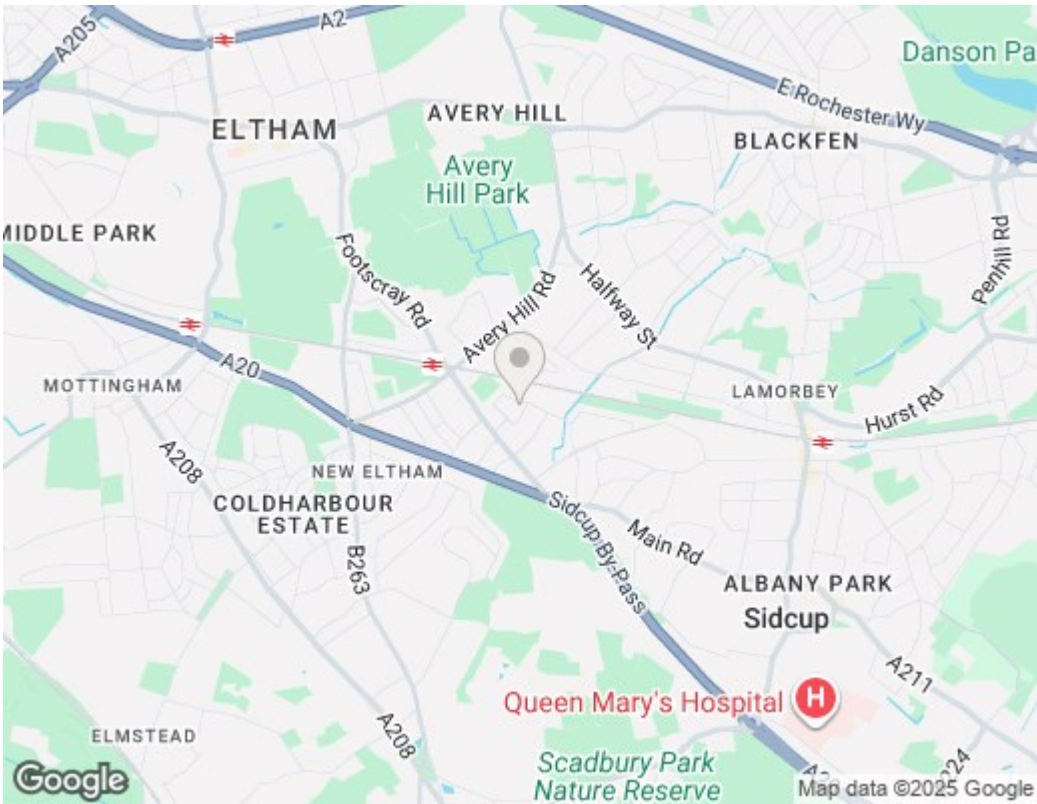 A205
A2
Danson Pa
E Rochester Wy
AVERY HILL
ELTHAM
BLACKFEN
Avery
Hill Park
MIDDLE PARK
Footscray Rd
Avery Hill Rd
Halfway St
Penhill Rd
A20
MOTTINGHAM
LAMORBEY
Hurst Rd
A208
NEW ELTHAM
COLDHARBOUR
ESTATE
B263
Sidcup By-Pass
Main Rd
ALBANY PARK
Sidcup
A211
Queen Mary's Hospital
H
ELMSTEAD
A208
Scadbury Park
Nature Reserve
Google
Map data ©2025 Google